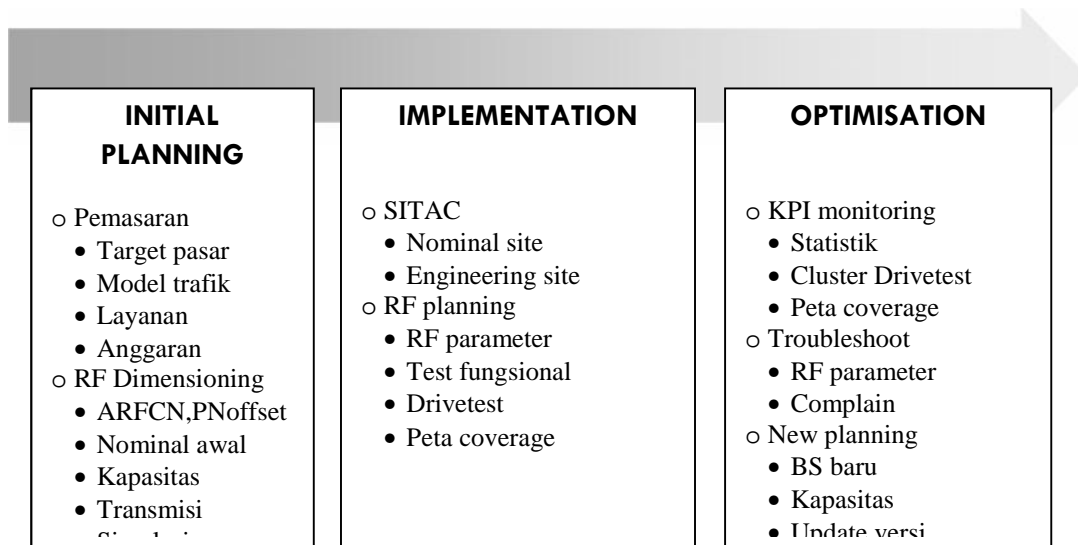 INITIAL
PLANNING
o Pemasaran
• Target pasar
• Model trafik
• Layanan
• Anggaran
o RF Dimensioning
• ARFCN,PNoffset
• Nominal awal
• Kapasitas
• Transmisi
IMPLEMENTATION
o SITAC
• Nominal site
• Engineering site
o RF planning
• RF parameter
• Test fungsional
• Drivetest
• Peta coverage
OPTIMISATION
o KPI monitoring
• Statistik
• Cluster Drivetest
• Peta coverage
o Troubleshoot
• RF parameter
• Complain
o New planning
• BS baru
• Kapasitas
• Update versi